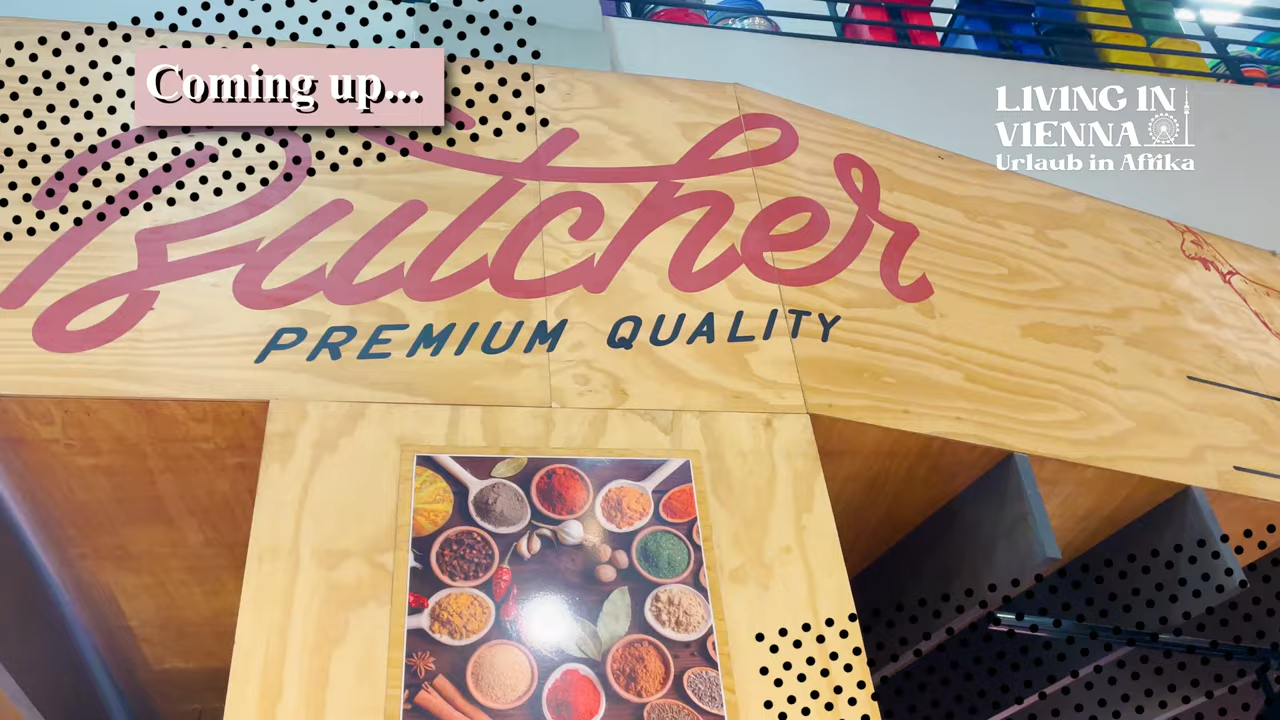 Coming up...
LIVING IN
VIENNA
Urlaub in Afrika
Butcher
PREMIUM QUALITY